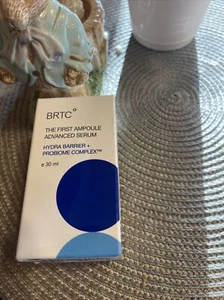 BRTC
THE FIRST AMPOULE
ADVANCED SERUM
HYDRA BARRIER +
PROBIOME COMPLEX™
e 30 ml